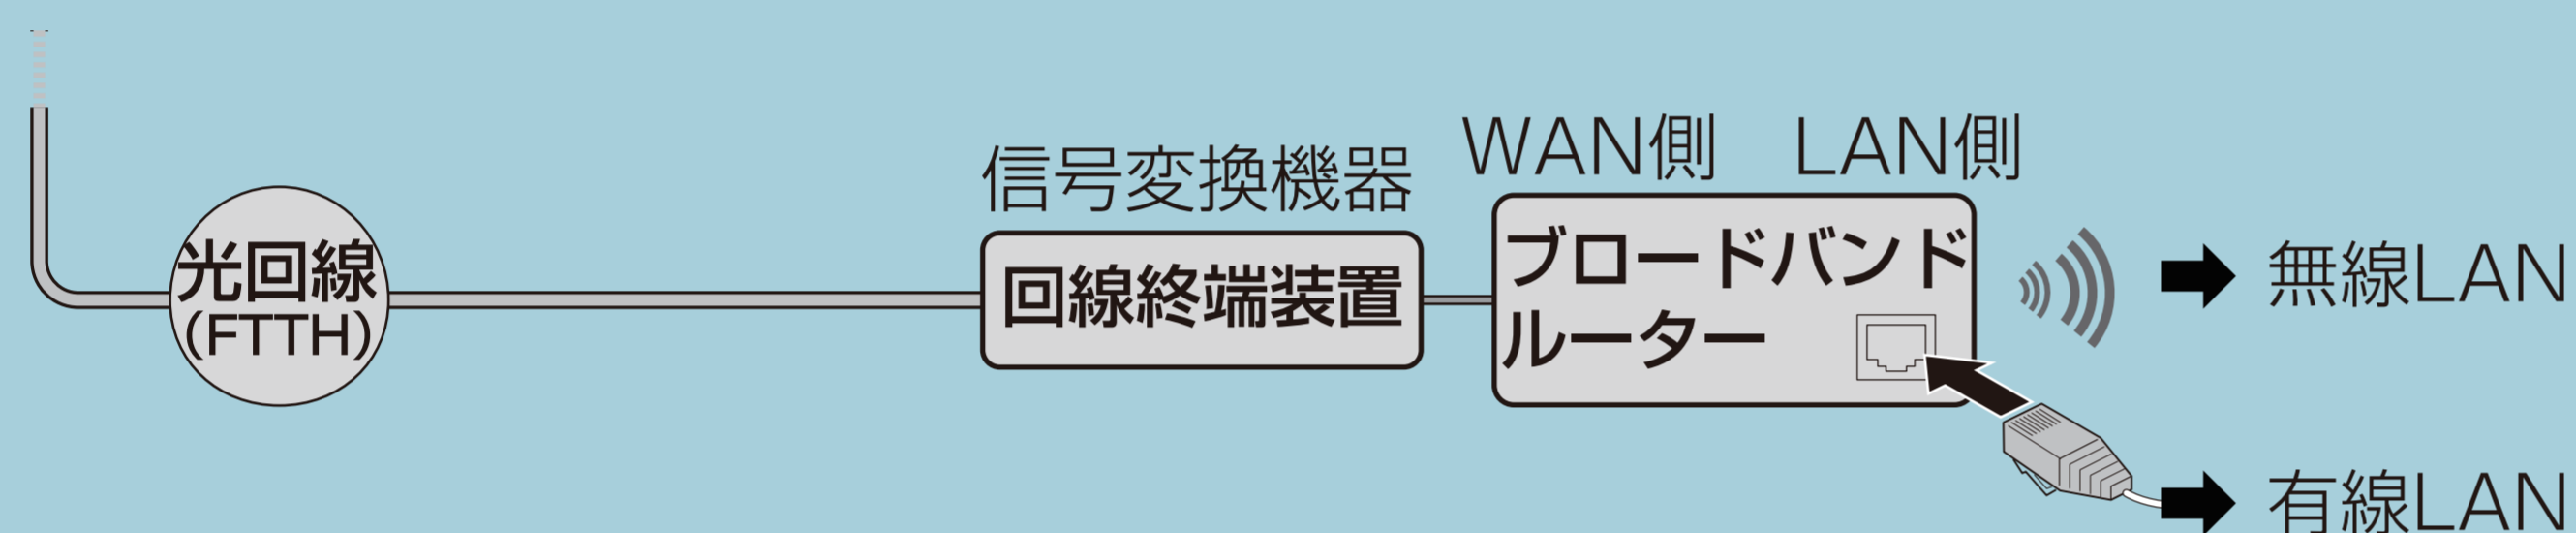 光回線
(FTTH)
信号変換機器
回線終端装置
WAN側
LAN側
ブロードバンド
ルーター
無線LAN
有線LAN